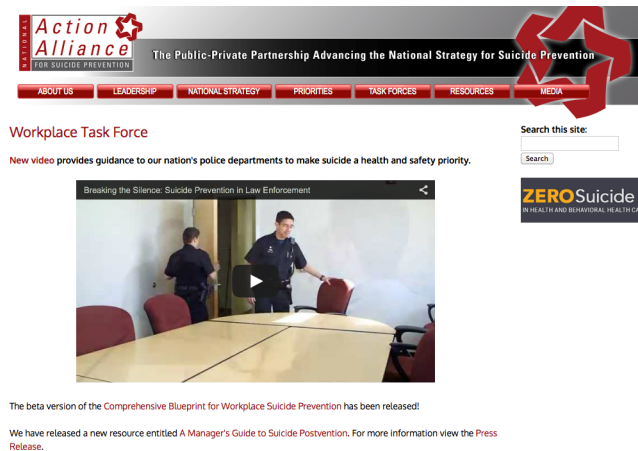 NATIONAL
Action
Alliance
FOR SUICIDE PREVENTION
The Public-Private Partnership Advancing the National Strategy for Suicide Prevention
ABOUT US LEADERSHIP NATIONAL STRATEGY PRIORITIES TASK FORCES RESOURCES MEDIA
Workplace Task Force
New video provides guidance to our nation's police departments to make suicide a health and safety priority.
Breaking the Silence: Suicide Prevention in Law Enforcement
The beta version of the Comprehensive Blueprint for Workplace Suicide Prevention has been released!
We have released a new resource entitled A Manager's Guide to Suicide Postvention. For more information view the Press
Release.
Search this site:
Search
ZEROSuicide
IN HEALTH AND BEHAVIORAL HEALTH CA